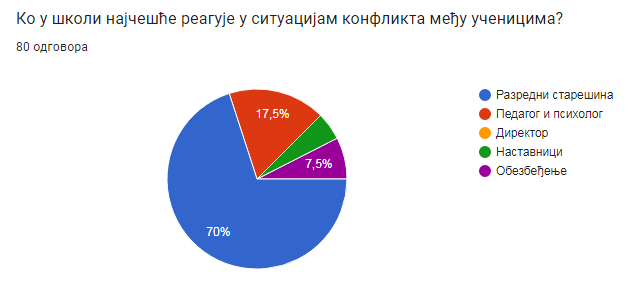 Ко у школи најчешће реагује у ситуацијам конфликта међу ученицима?
80 одговора
17,5%
7,5%
70%
Разредни старешина
Педагог и психолог
Директор
Наставници
Обезбеђење